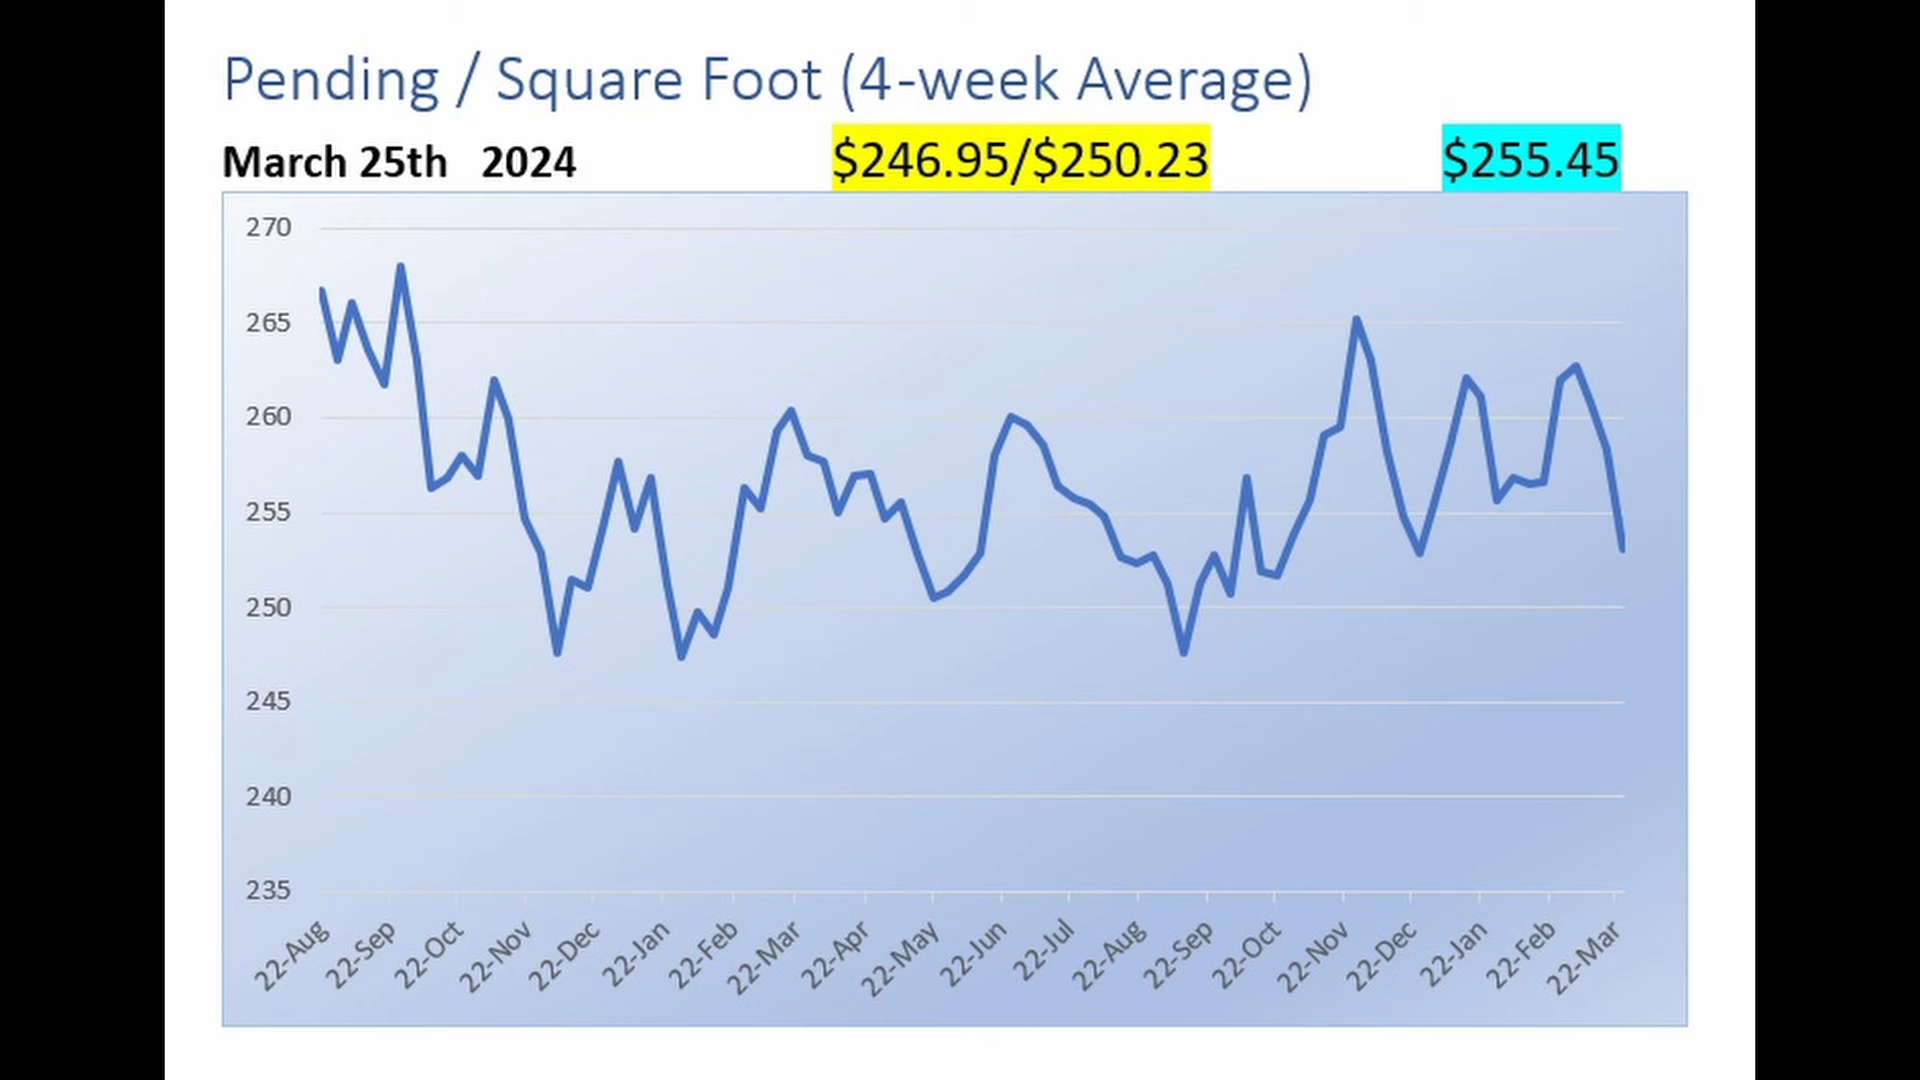 Pending / Square Foot (4-week Average)
March 25th 2024 $246.95/$250.23 $255.45
270
265
260
255
250
245
240
235
22-Aug 22-Sep 22-Oct 22-Nov 22-Dec 22-Jan 22-Feb 22-Mar 22-Apr 22-May 22-Jun 22-Jul 22-Aug 22-Sep 22-Oct 22-Nov 22-Dec 22-Jan 22-Feb 22-Mar